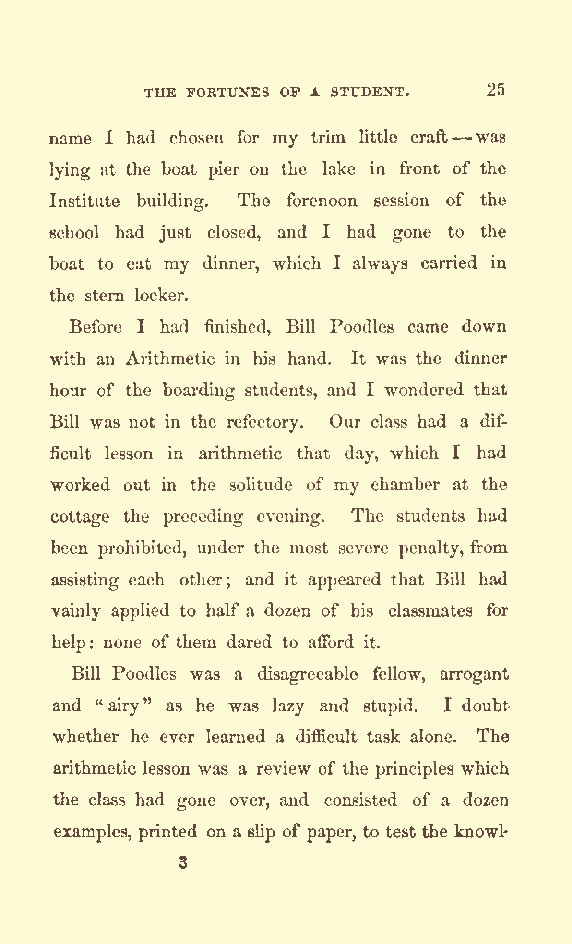 THE FORTUNES OF A STUDENT. 25
name I had chosen for my trim little craft — was
lying at the boat pier on the lake in front of the
Institute building. The forenoon session of the
school had just closed, and I had gone to the
boat to eat my dinner, which I always carried in
the stern locker.
Before I had finished, Bill Poodles came down
with an Arithmetic in his hand. It was the dinner
hour of the boarding students, and I wondered that
Bill was not in the refectory. Our class had a dif-
ficult lesson in arithmetic that day, which I had
worked out in the solitude of my chamber at the
cottage the preceding evening. The students had
been prohibited, under the most severe penalty, from
assisting each other; and it appeared that Bill had
vainly applied to half a dozen of his classmates for
help: none of them dared to afford it.
Bill Poodles was a disagreeable fellow, arrogant
and "airy" as he was lazy and stupid. I doubt
whether he ever learned a difficult task alone. The
arithmetic lesson was a review of the principles which
the class had gone over, and consisted of a dozen
examples, printed on a slip of paper, to test the knowl-
3